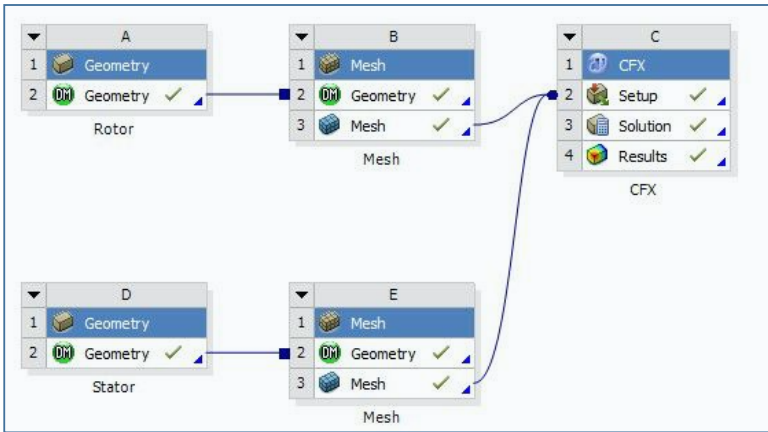 A
1 Geometry
2 DM Geometry
Rotor
B
1 Mesh
2 DM Geometry
3 Mesh
Mesh
C
1 CFX
2 Setup
3 Solution
4 Results
CFX
D
1 Geometry
2 DM Geometry
Stator
E
1 Mesh
2 DM Geometry
3 Mesh
Mesh